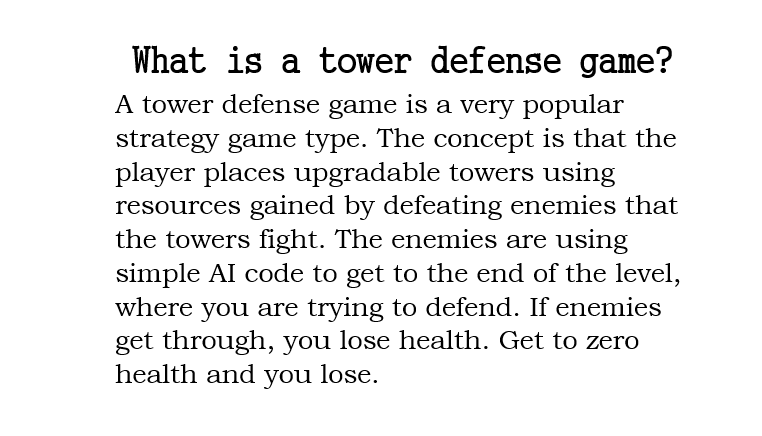 What is a tower defense game?
A tower defense game is a very popular
strategy game type. The concept is that the
player places upgradable towers using
resources gained by defeating enemies that
the towers fight. The enemies are using
simple AI code to get to the end of the level,
where you are trying to defend. If enemies
get through, you lose health. Get to zero
health and you lose.